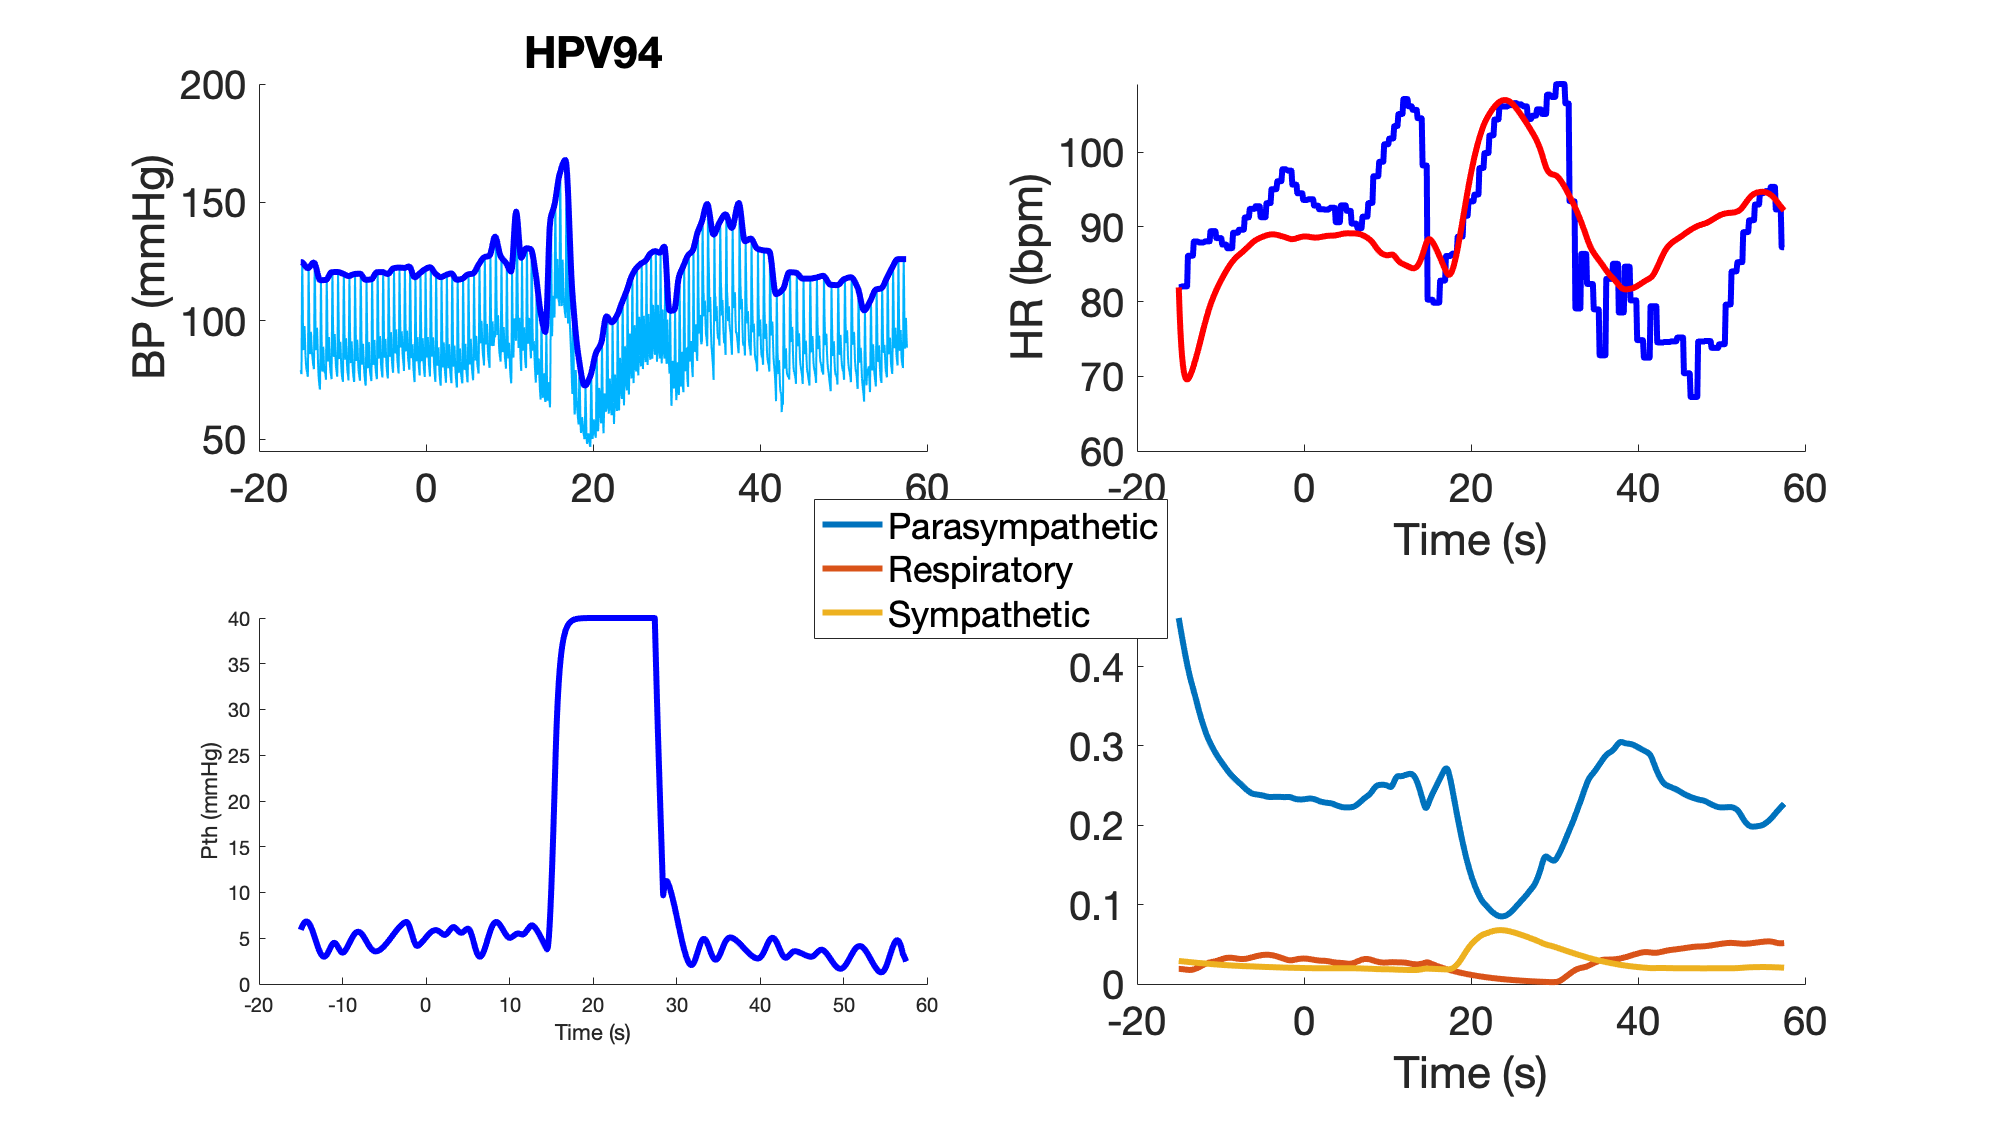 HPV94
200
150
100
50
BP (mmHg)
-20 0 20 40 60
100
90
80
70
60
HR (bpm)
-20 0 20 40 60
Time (s)
Parasympathetic
Respiratory
Sympathetic
40
35
30
25
20
15
10
5
0
Pth (mmHg)
-20 -10 0 10 20 30 40 50 60
Time (s)
0.4
0.3
0.2
0.1
0
-20 0 20 40 60
Time (s)